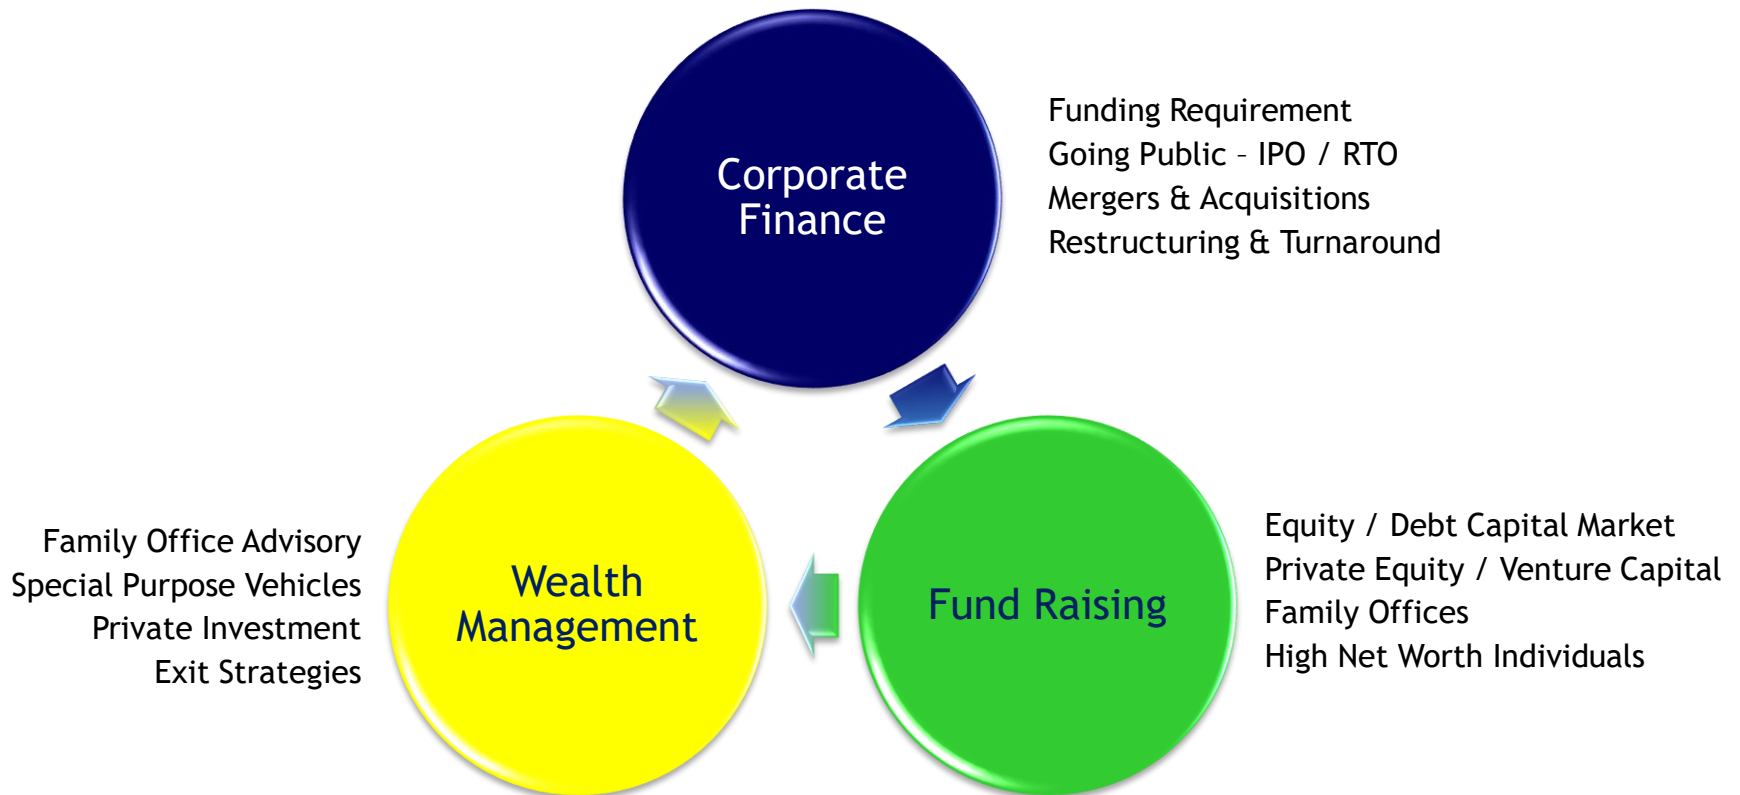 Corporate
Finance
Funding Requirement
Going Public – IPO / RTO
Mergers & Acquisitions
Restructuring & Turnaround
Family Office Advisory
Special Purpose Vehicles
Private Investment
Exit Strategies
Wealth
Management
Fund Raising
Equity / Debt Capital Market
Private Equity / Venture Capital
Family Offices
High Net Worth Individuals